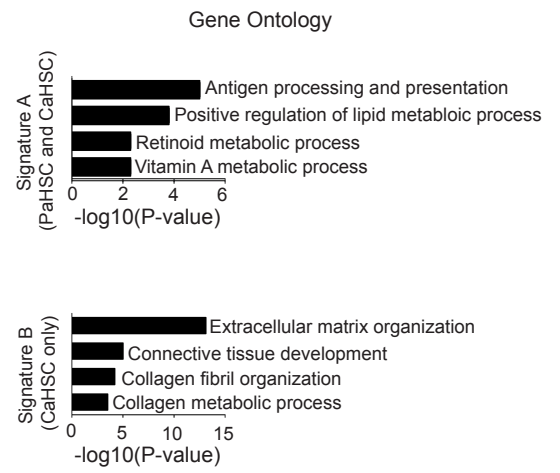 Gene Ontology
Signature A
(PaHSC and CaHSC)
Antigen processing and presentation
Positive regulation of lipid metabloic process
Retinoid metabolic process
Vitamin A metabolic process
0 2 4 6
-log10(P-value)
Signature B
(CaHSC only)
Extracellular matrix organization
Connective tissue development
Collagen fibril organization
Collagen metabolic process
0 5 10 15
-log10(P-value)